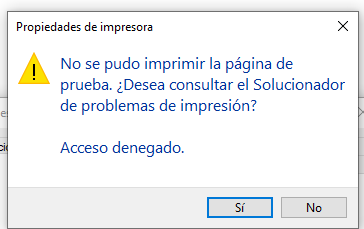 Propiedades de impresora
No se pudo imprimir la página de
prueba. ¿Desea consultar el Solucionador
de problemas de impresión?
Acceso denegado.
Sí
No